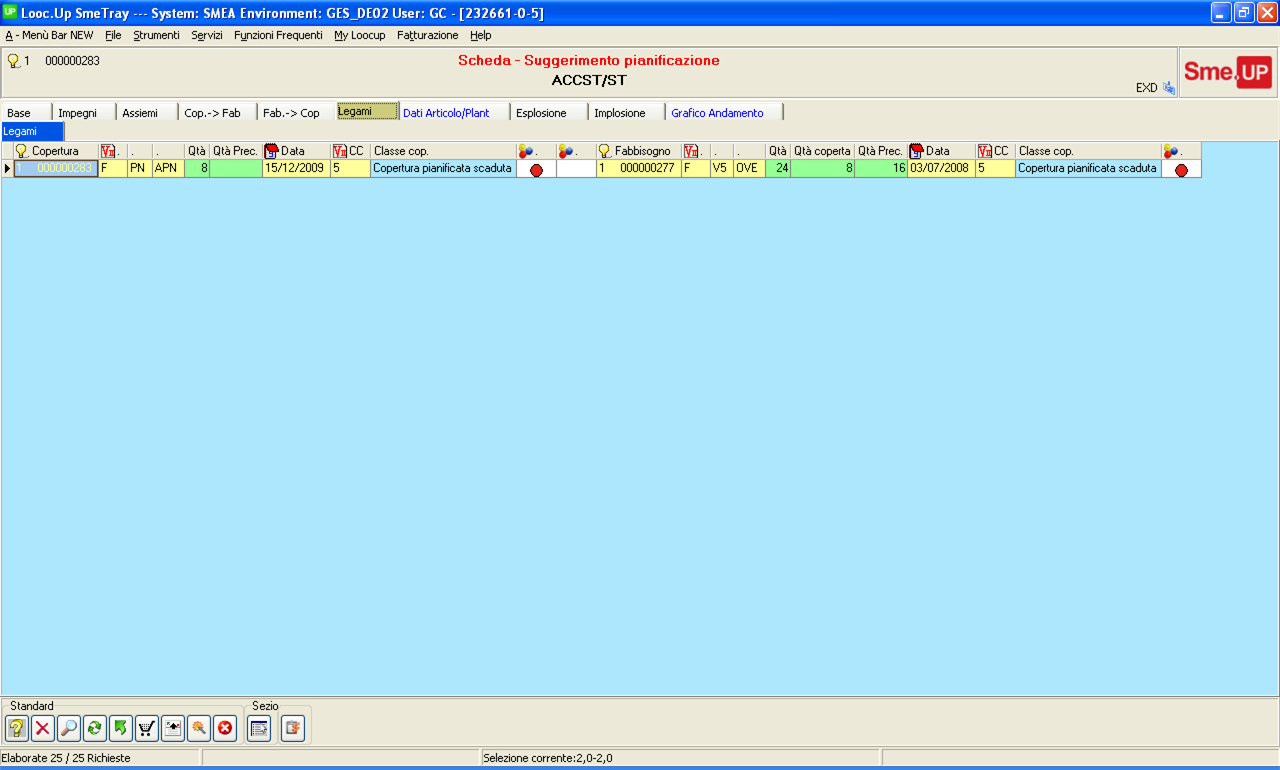 UP Looc.Up SmeTray --- System: SMEA Environment: GES_DE02 User: GC - [232661-0-5]
A - Menù Bar NEW File Strumenti Servizi Funzioni Frequenti My Loocup Fatturazione Help
1 000000283 Scheda - Suggerimento pianificazione
ACCST/ST
EXD Sme.UP
Base Impegni Assiemi Cop.-> Fab Fab.-> Cop Legami Dati Articolo/Plant Esplosione Implosione Grafico Andamento
Legami
Copertura . . . Qtà Qtà Prec. Data CC Classe cop. . . Fabbisogno . . . Qtà Qtà coperta Qtà Prec. Data CC Classe cop. .
1 000000283 F PN APN 8 15/12/2009 5 Copertura pianificata scaduta 1 000000277 F V5 OVE 24 8 16 03/07/2008 5 Copertura pianificata scaduta
Standard Sezio
Elaborate 25 / 25 Richieste Selezione corrente:2,0-2,0